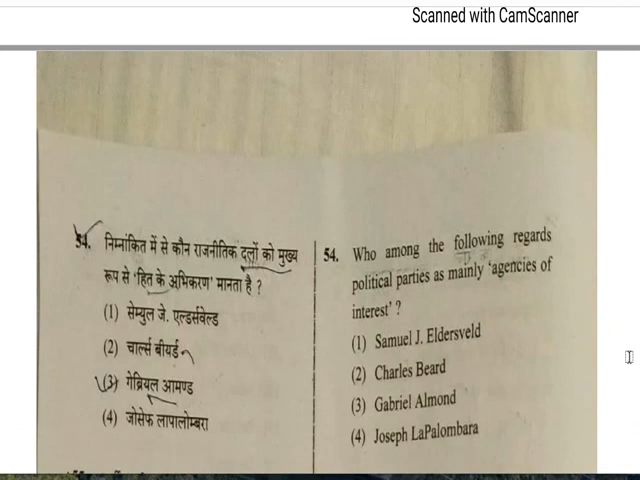 Scanned with CamScanner
54. निम्नांकित में से कौन राजनीतिक दलों को मुख्य
रूप से ‘हित के अभिकरण’ मानता है ?
(1) सेम्युल जे. एल्डर्सवेल्ड
(2) चार्ल्स बीयर्ड
(3) गेब्रियल आमण्ड
(4) जोसेफ लापालोम्बरा
54. Who among the following regards
political parties as mainly ‘agencies of
interest’ ?
(1) Samuel J. Eldersveld
(2) Charles Beard
(3) Gabriel Almond
(4) Joseph LaPalombara